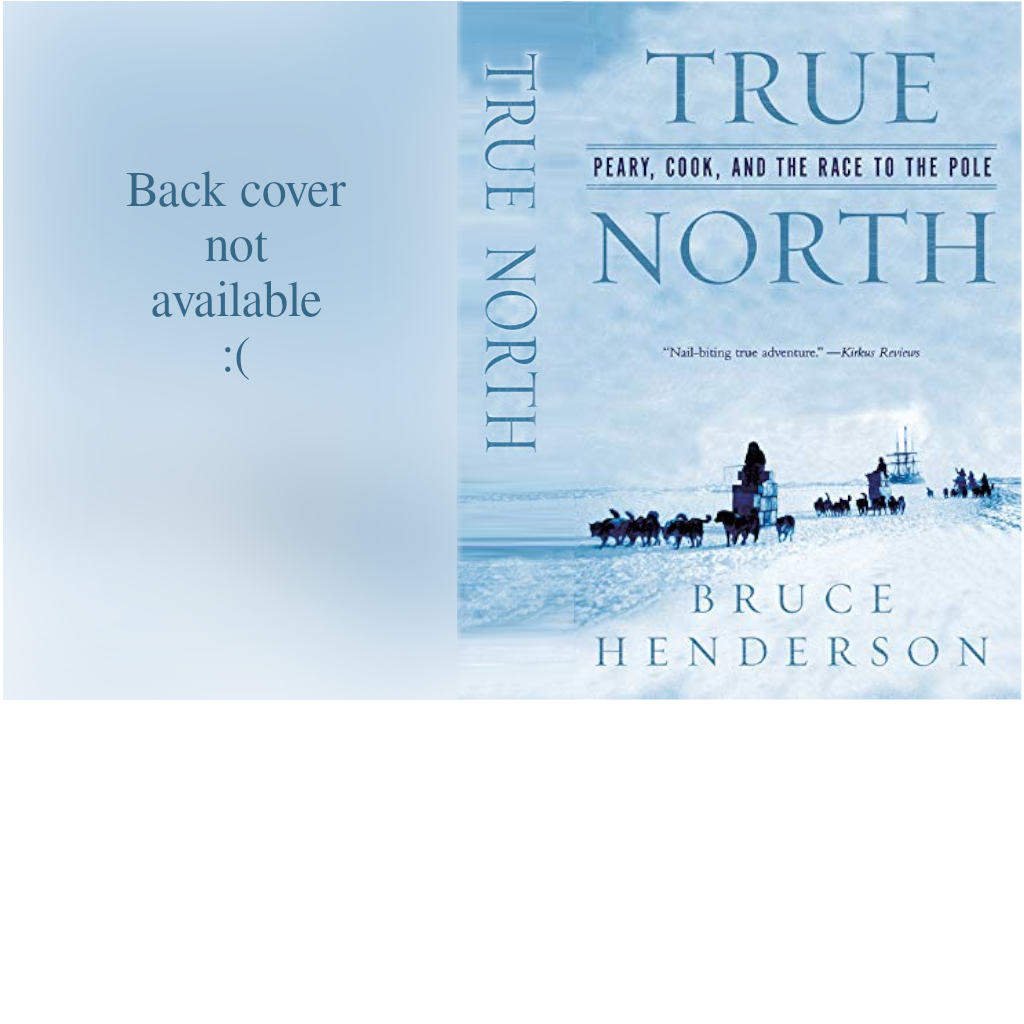 Back cover
not
available
:(
TRUE NORTH
TRUE
PEARY, COOK, AND THE RACE TO THE POLE
NORTH
“Nail-biting true adventure.” —Kirkus Reviews
BRUCE
HENDERSON